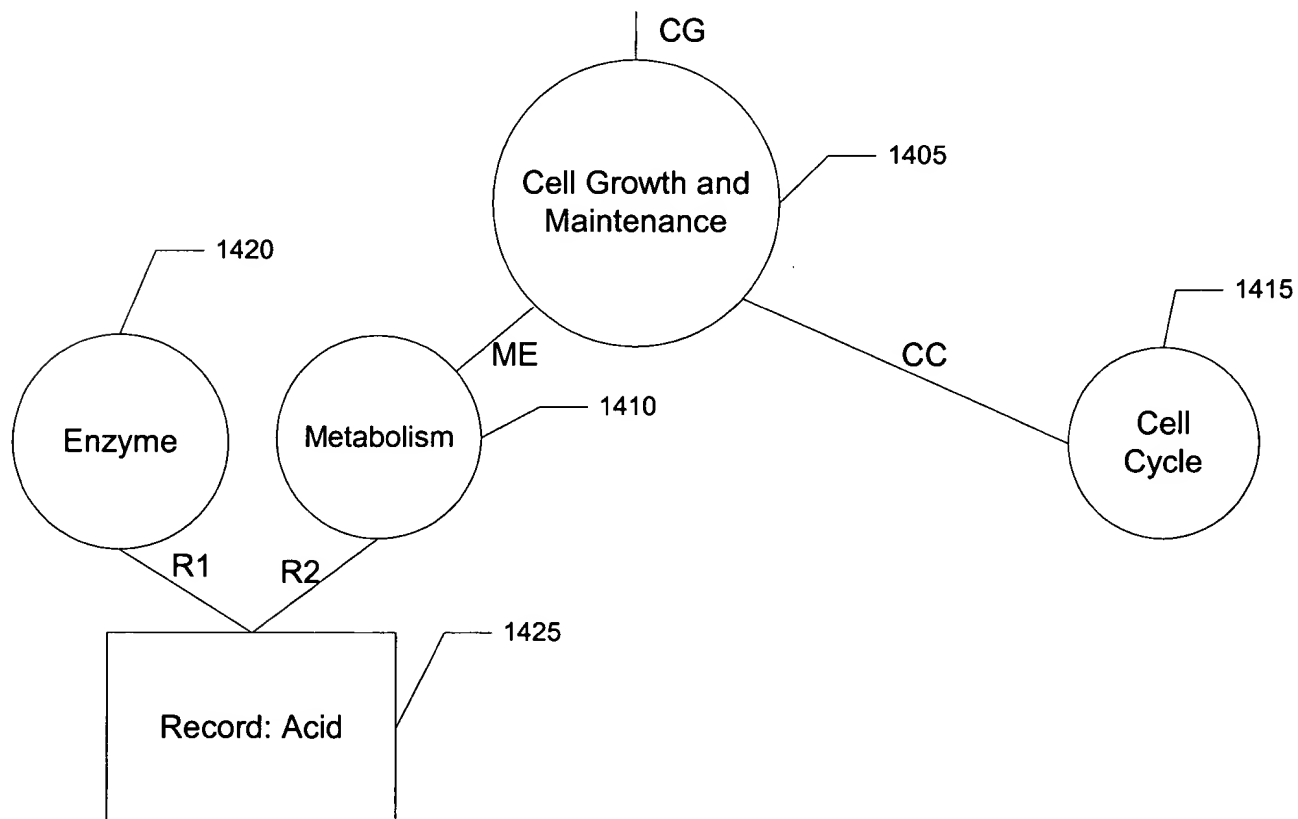 CG
1405
Cell Growth and
Maintenance
1420
1415
ME
CC
1410
Enzyme
Metabolism
Cell
Cycle
R1
R2
1425
Record: Acid